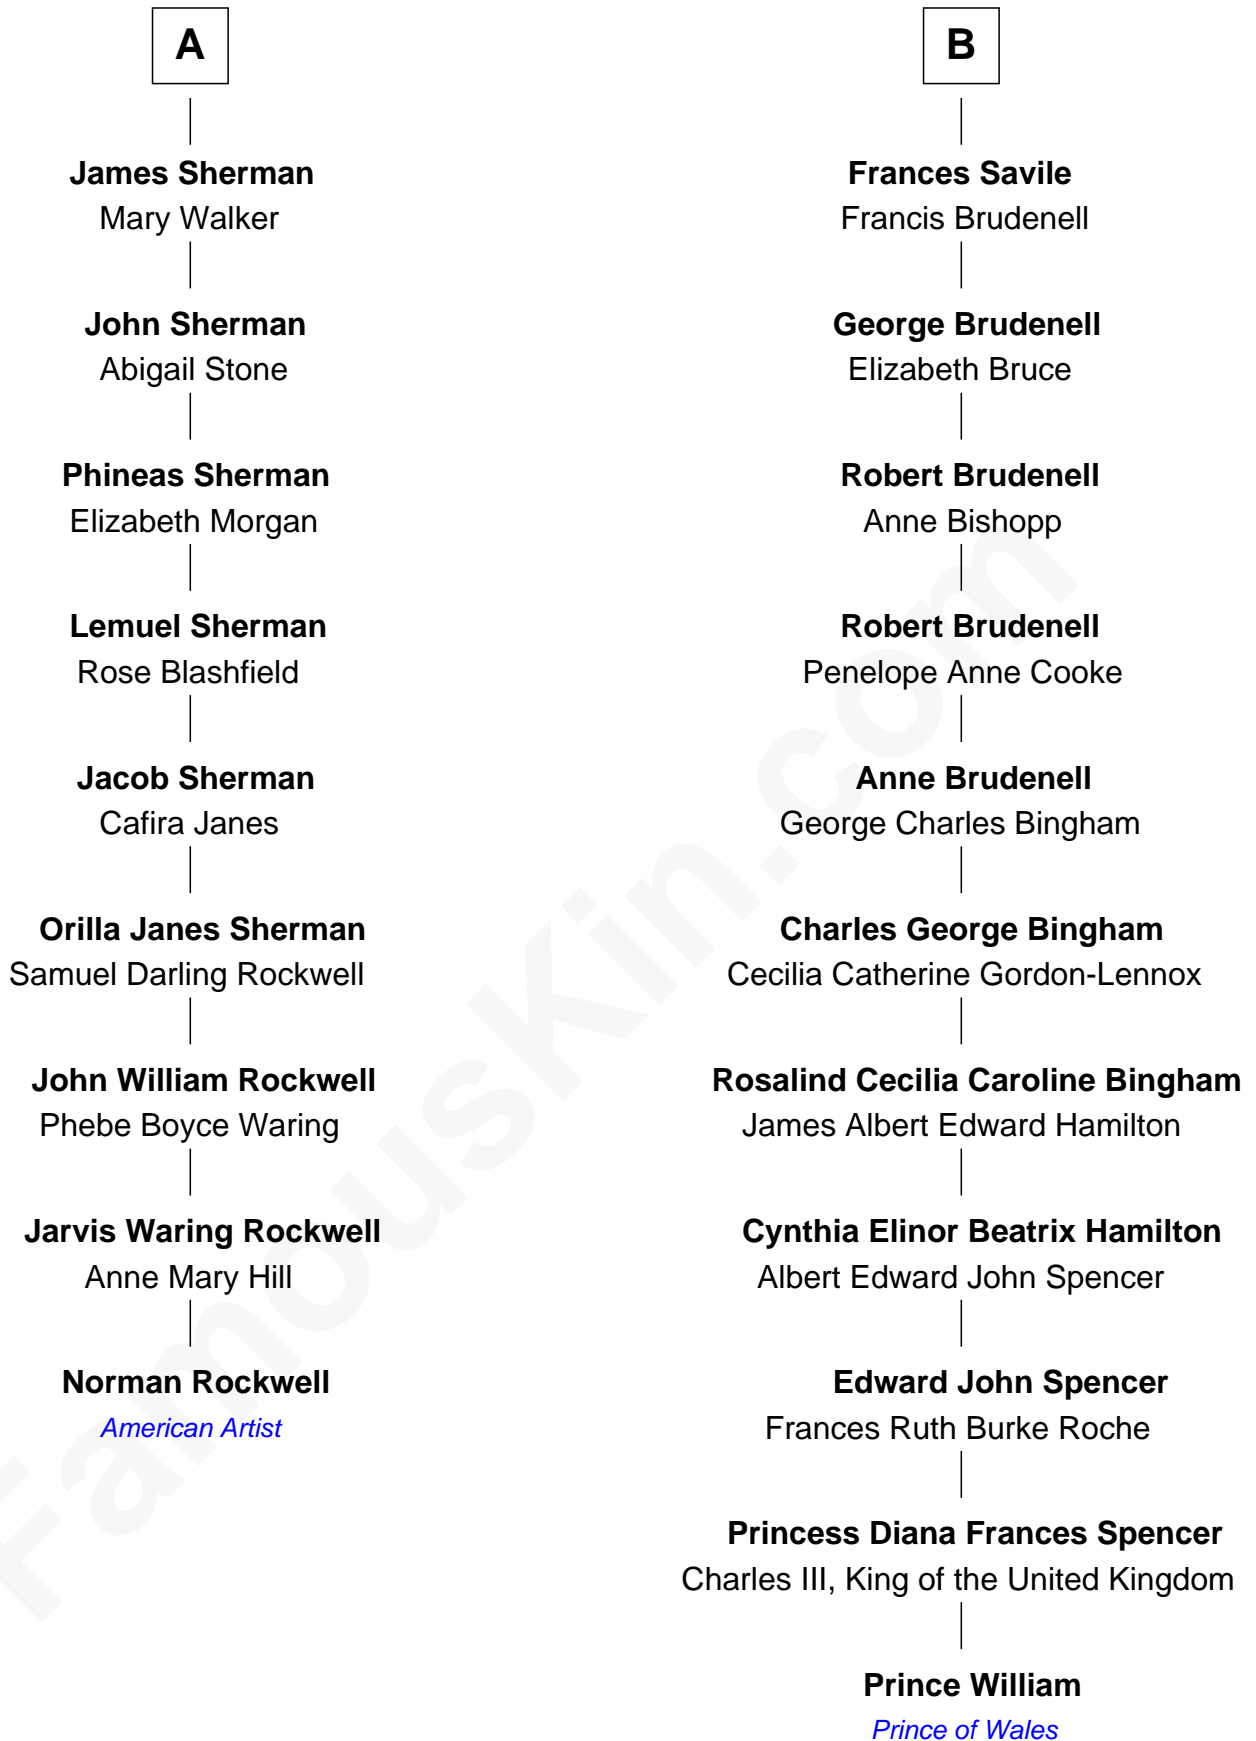 A
James Sherman
Mary Walker
John Sherman
Abigail Stone
Phineas Sherman
Elizabeth Morgan
Lemuel Sherman
Rose Blashfield
Jacob Sherman
Cafira Janes
Orilla Janes Sherman
Samuel Darling Rockwell
John William Rockwell
Phebe Boyce Waring
Jarvis Waring Rockwell
Anne Mary Hill
Norman Rockwell
American Artist
B
Frances Savile
Francis Brudenell
George Brudenell
Elizabeth Bruce
Robert Brudenell
Anne Bishopp
Robert Brudenell
Penelope Anne Cooke
Anne Brudenell
George Charles Bingham
Charles George Bingham
Cecilia Catherine Gordon-Lennox
Rosalind Cecilia Caroline Bingham
James Albert Edward Hamilton
Cynthia Elinor Beatrix Hamilton
Albert Edward John Spencer
Edward John Spencer
Frances Ruth Burke Roche
Princess Diana Frances Spencer
Charles III, King of the United Kingdom
Prince William
Prince of Wales
FamousKin.com